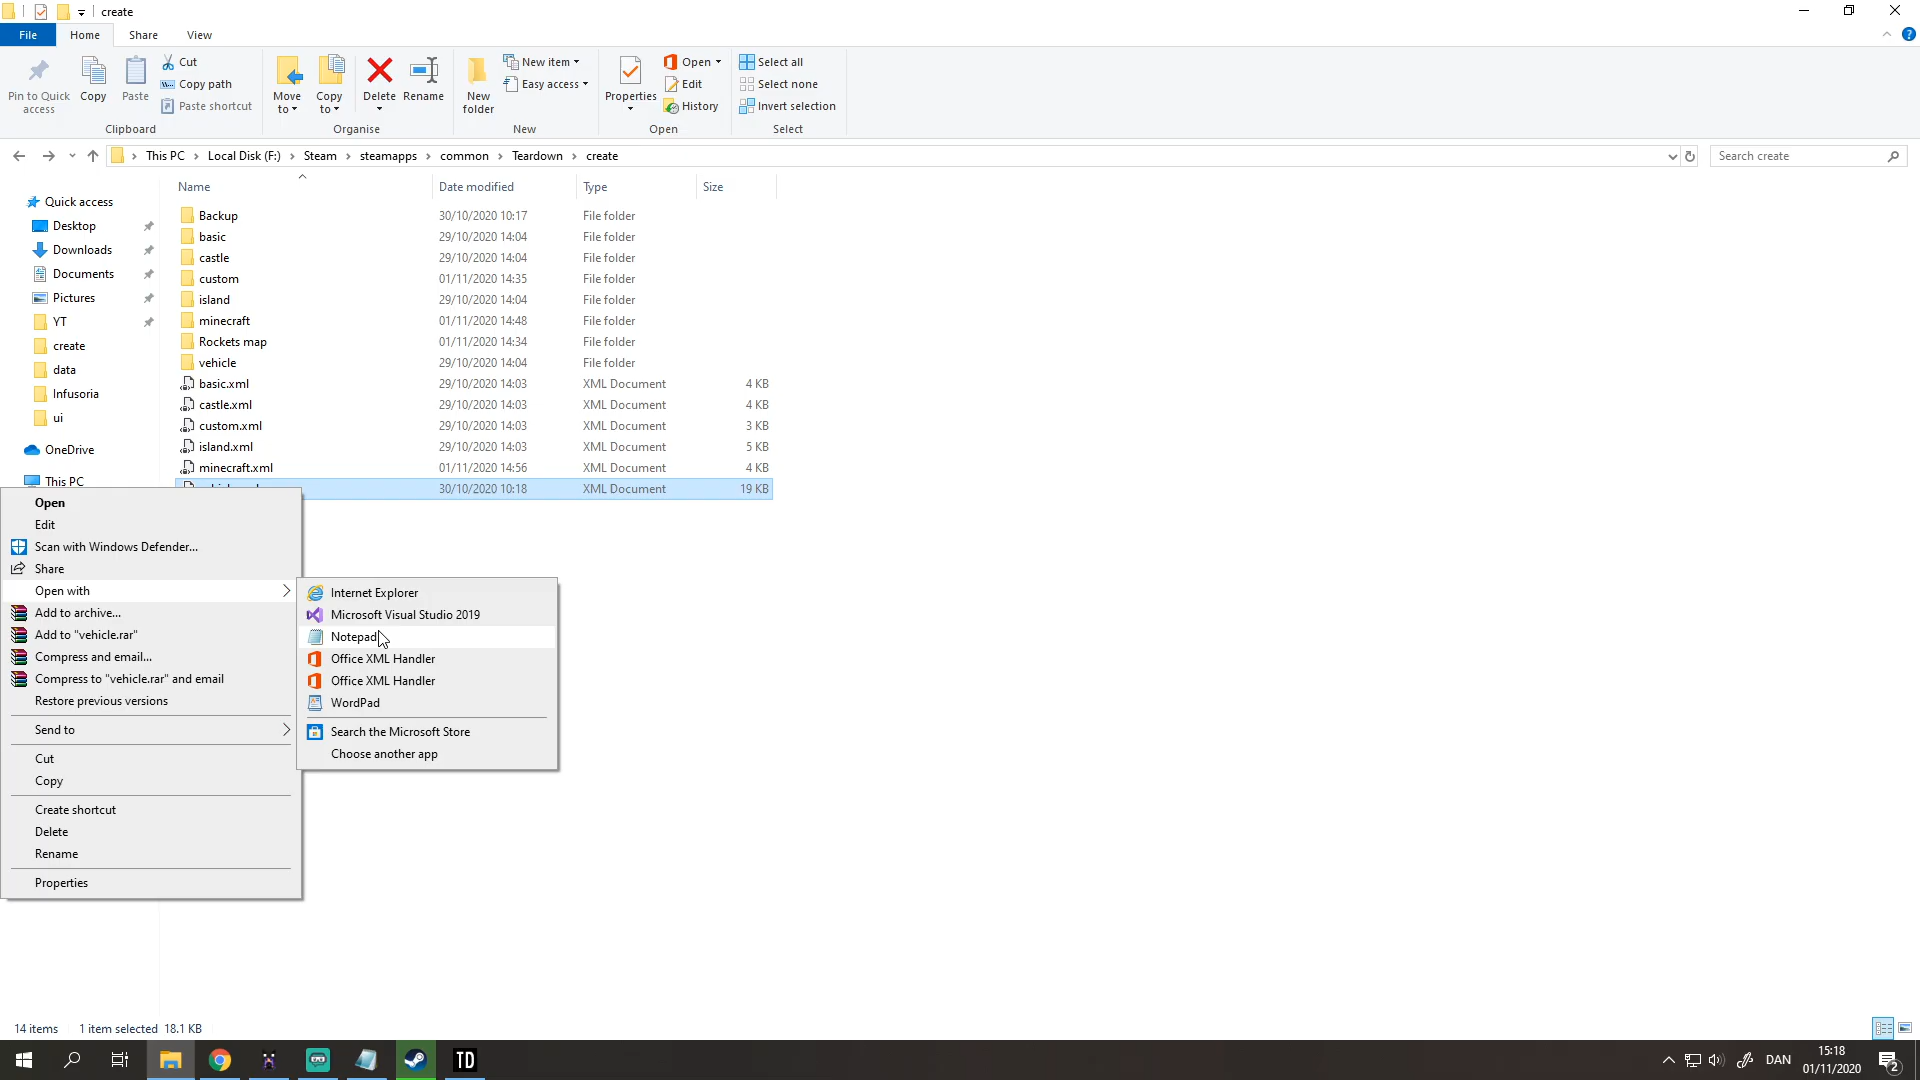 create
File
Home
Share
View
Pin to Quick
access
Copy
Paste
Cut
Copy path
Paste shortcut
Clipboard
Move
to
Copy
to
Delete
Rename
Organise
New
folder
New item
Easy access
New
Properties
Open
Edit
History
Open
Select all
Select none
Invert selection
Select
This PC
Local Disk (F:)
Steam
steamapps
common
Teardown
create
Search create
Name
Date modified
Type
Size
Quick access
Desktop
Downloads
Documents
Pictures
YT
create
data
Infusoria
ui
OneDrive
This PC
Backup 30/10/2020 10:17 File folder
basic 29/10/2020 14:04 File folder
castle 29/10/2020 14:04 File folder
custom 01/11/2020 14:35 File folder
island 29/10/2020 14:04 File folder
minecraft 01/11/2020 14:48 File folder
Rockets map 01/11/2020 14:34 File folder
vehicle 29/10/2020 14:04 File folder
basic.xml 29/10/2020 14:03 XML Document 4 KB
castle.xml 29/10/2020 14:03 XML Document 4 KB
custom.xml 29/10/2020 14:03 XML Document 3 KB
island.xml 29/10/2020 14:03 XML Document 5 KB
minecraft.xml 01/11/2020 14:56 XML Document 4 KB
30/10/2020 10:18 XML Document 19 KB
Open
Edit
Scan with Windows Defender...
Share
Open with
Add to archive...
Add to "vehicle.rar"
Compress and email...
Compress to "vehicle.rar" and email
Restore previous versions
Send to
Cut
Copy
Create shortcut
Delete
Rename
Properties
Internet Explorer
Microsoft Visual Studio 2019
Notepad
Office XML Handler
Office XML Handler
WordPad
Search the Microsoft Store
Choose another app
14 items
1 item selected 18.1 KB
TD
DAN
15:18
01/11/2020
2